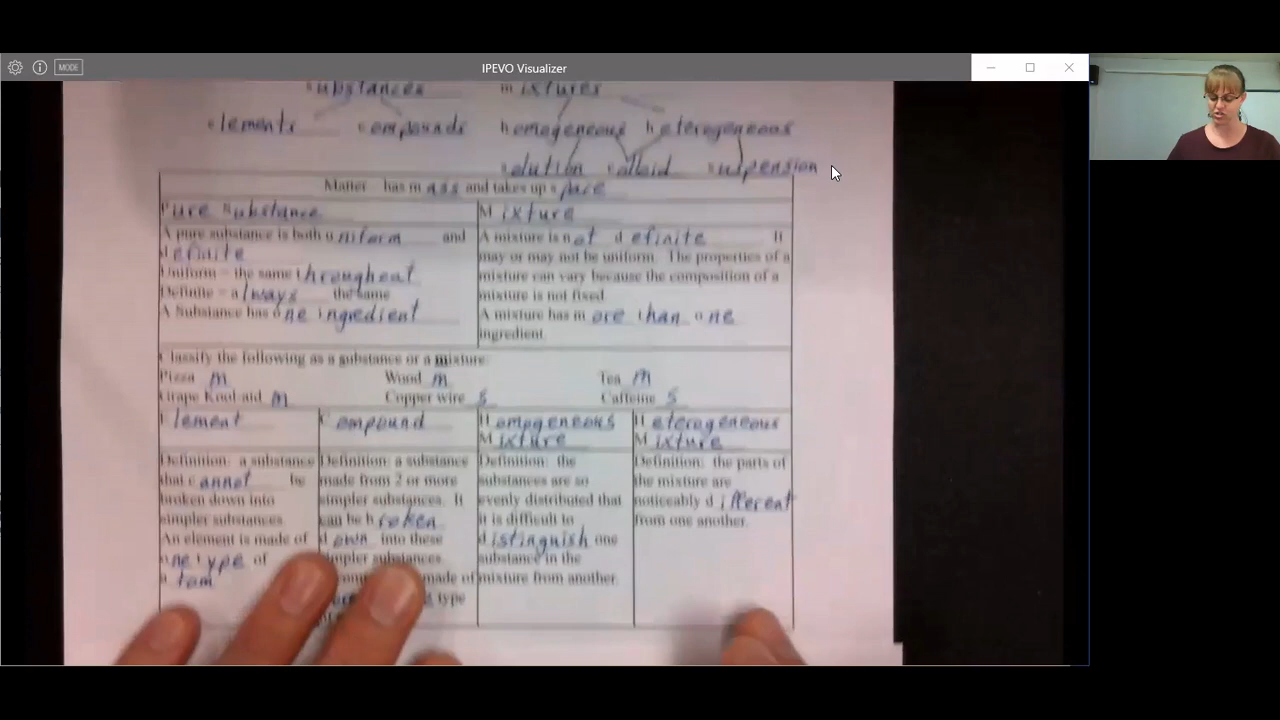 MODE
IPEVO Visualizer
substances mixtures
elements compounds homogeneous heterogeneous
solution colloid suspension
Matter has mass and takes up space
Pure Substance
A pure substance is both uniform and
definite
Uniform = the same throughout
Definite = always the same
A Substance has one ingredient
Mixture
A mixture is not definite. It
may or may not be uniform. The properties of a
mixture can vary because the composition of a
mixture is not fixed
A mixture has more than one
ingredient.
Classify the following as a substance or a mixture:
Pizza m Wood m Tea m
Grape Kool-aid m Copper wire s Caffeine s
Element
Definition: a substance
that cannot be
broken down into
simpler substances
An element is made of
one type of
atom
Compound
Definition: a substance
made from 2 or more
simpler substances. It
can be broken
down into these
simpler substances.
made of
type
Homogeneous
Mixture
Definition: the
substances are so
evenly distributed that
it is difficult to
distinguish one
substance in the
mixture from another.
Heterogeneous
Mixture
Definition: the parts of
the mixture are
noticeably different
from one another.